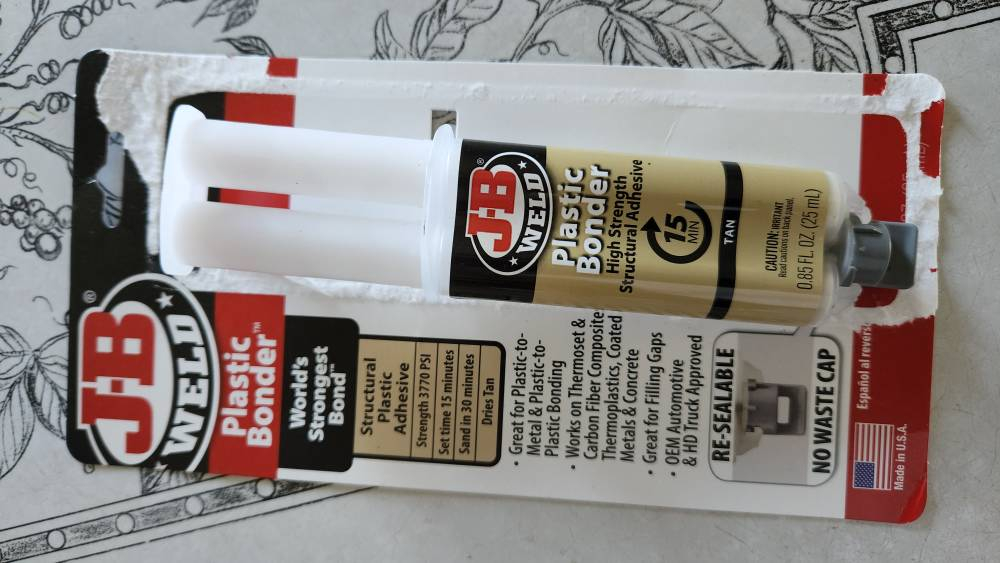 J-B
WELD
®
Plastic
Bonder
High Strength
Structural Adhesive
15
MIN
TAN
CAUTION: IRRITANT
Read cautions on back panel.
0.85 FL. OZ. (25 mL)
J-B
WELD
®
Plastic
Bonder™
World's
Strongest
Bond™
Structural
Plastic
Adhesive
Strength 3770 PSI
Set time 15 minutes
Sand in 30 minutes
Dries Tan
• Great for Plastic-to-
Metal & Plastic-to-
Plastic Bonding
• Works on Thermoset &
Carbon Fiber Composite
Thermoplastics, Coated
Metals & Concrete
• Great for Filling Gaps
• OEM Automotive
& HD Truck Approved
RE-SEALABLE
NO WASTE CAP
Español al revers
Made in U.S.A.